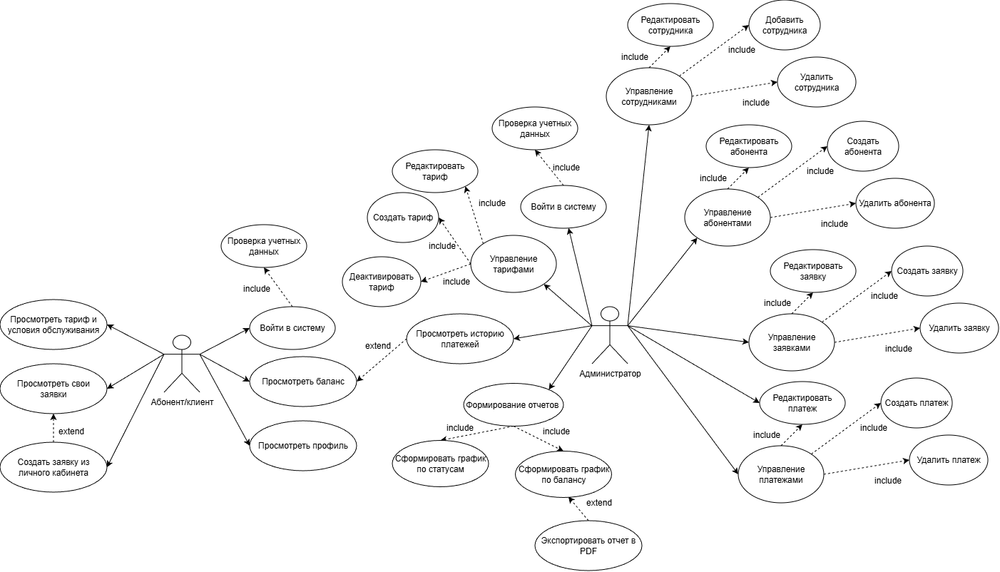 Редактировать
сотрудника
Добавить
сотрудника
include
include
Удалить
сотрудника
Управление
сотрудниками
include
Проверка учетных
данных
Редактировать
абонента
Создать
абонента
include
include
include
Редактировать
тариф
Войти в систему
Управление
абонентами
Удалить абонента
include
include
Создать тариф
include
Управление
тарифами
Деактивировать
тариф
include
Проверка учетных
данных
include
Редактировать
заявку
Создать заявку
include
include
Просмотреть тариф и
условия обслуживания
Войти в систему
Просмотреть историю
платежей
Управление
заявками
Удалить заявку
include
extend
Администратор
Просмотреть свои
заявки
Абонент/клиент
Просмотреть баланс
Формирование отчетов
Редактировать
платеж
Создать платеж
extend
include
include
include
include
Создать заявку из
личного кабинета
Просмотреть профиль
Сформировать график
по статусам
Сформировать график
по балансу
Управление
платежами
Удалить платеж
include
extend
Экспортировать отчет в
PDF